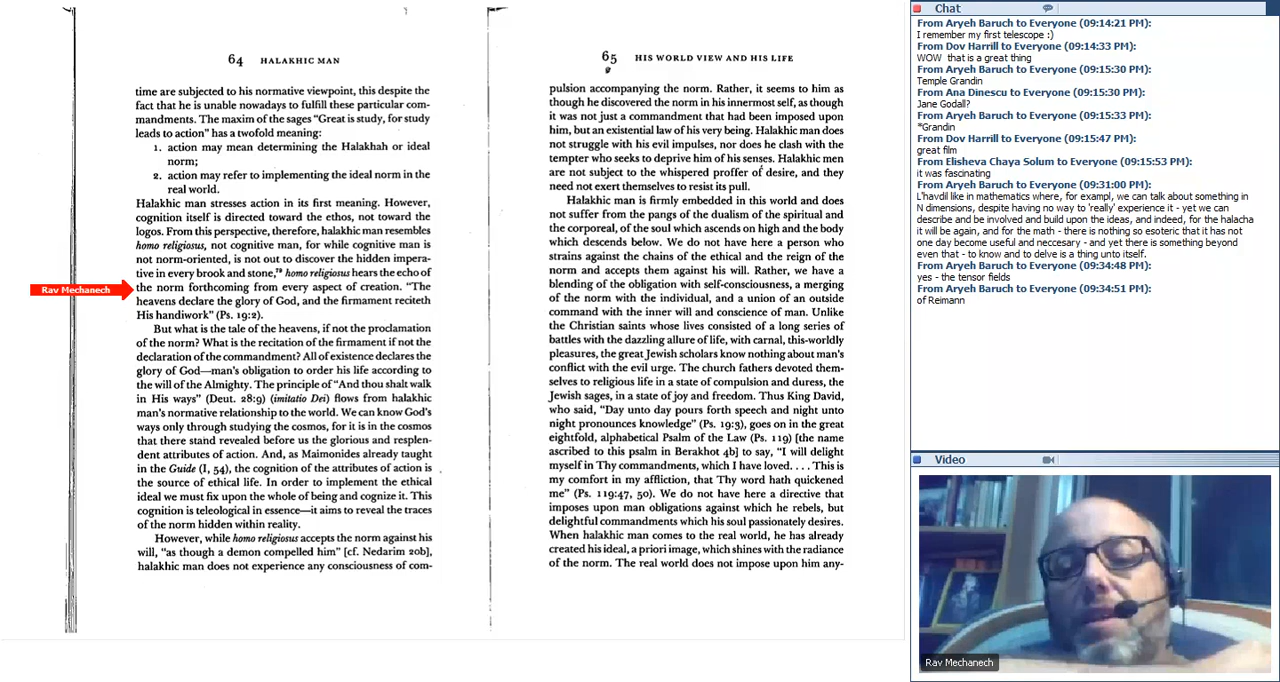 64 HALAKHIC MAN
time are subjected to his normative viewpoint, this despite the
fact that he is unable nowadays to fulfill these particular com-
mandments. The maxim of the sages "Great is study, for study
leads to action" has a twofold meaning:
1. action may mean determining the Halakhah or ideal
norm;
2. action may refer to implementing the ideal norm in the
real world.
Halakhic man stresses action in its first meaning. However,
cognition itself is directed toward the ethos, not toward the
logos. From this perspective, therefore, halakhic man resembles
homo religiosus, not cognitive man, for while cognitive man is
not norm-oriented, is not out to discover the hidden impera-
tive in every brook and stone,⁷⁹ homo religiosus hears the echo of
Rav Mechanech
the norm forthcoming from every aspect of creation. "The
heavens declare the glory of God, and the firmament reciteth
His handiwork" (Ps. 19:2).
But what is the tale of the heavens, if not the proclamation
of the norm? What is the recitation of the firmament if not the
declaration of the commandment? All of existence declares the
glory of God—man's obligation to order his life according to
the will of the Almighty. The principle of "And thou shalt walk
in His ways" (Deut. 28:9) (imitatio Dei) flows from halakhic
man's normative relationship to the world. We can know God's
ways only through studying the cosmos, for it is in the cosmos
that there stand revealed before us the glorious and resplen-
dent attributes of action. And, as Maimonides already taught
in the Guide (I, 54), the cognition of the attributes of action is
the source of ethical life. In order to implement the ethical
ideal we must fix upon the whole of being and cognize it. This
cognition is teleological in essence—it aims to reveal the traces
of the norm hidden within reality.
However, while homo religiosus accepts the norm against his
will, "as though a demon compelled him" [cf. Nedarim 20b],
halakhic man does not experience any consciousness of com-
65 HIS WORLD VIEW AND HIS LIFE
pulsion accompanying the norm. Rather, it seems to him as
though he discovered the norm in his innermost self, as though
it was not just a commandment that had been imposed upon
him, but an existential law of his very being. Halakhic man does
not struggle with his evil impulses, nor does he clash with the
tempter who seeks to deprive him of his senses. Halakhic men
are not subject to the whispered proffer of desire, and they
need not exert themselves to resist its pull.
Halakhic man is firmly embedded in this world and does
not suffer from the pangs of the dualism of the spiritual and
the corporeal, of the soul which ascends on high and the body
which descends below. We do not have here a person who
strains against the chains of the ethical and the reign of the
norm and accepts them against his will. Rather, we have a
blending of the obligation with self-consciousness, a merging
of the norm with the individual, and a union of an outside
command with the inner will and conscience of man. Unlike
the Christian saints whose lives consisted of a long series of
battles with the dazzling allure of life, with carnal, this-worldly
pleasures, the great Jewish scholars know nothing about man's
conflict with the evil urge. The church fathers devoted them-
selves to religious life in a state of compulsion and duress, the
Jewish sages, in a state of joy and freedom. Thus King David,
who said, "Day unto day pours forth speech and night unto
night pronounces knowledge" (Ps. 19:3), goes on in the great
eightfold, alphabetical Psalm of the Law (Ps. 119) [the name
ascribed to this psalm in Berakhot 4b] to say, "I will delight
myself in Thy commandments, which I have loved. . . . This is
my comfort in my affliction, that Thy word hath quickened
me" (Ps. 119:47, 50). We do not have here a directive that
imposes upon man obligations against which he rebels, but
delightful commandments which his soul passionately desires.
When halakhic man comes to the real world, he has already
created his ideal, a priori image, which shines with the radiance
of the norm. The real world does not impose upon him any-
Chat
From Aryeh Baruch to Everyone (09:14:21 PM):
I remember my first telescope :)
From Dov Harrill to Everyone (09:14:33 PM):
WOW that is a great thing
From Aryeh Baruch to Everyone (09:15:30 PM):
Temple Grandin
From Ana Dinescu to Everyone (09:15:30 PM):
Jane Godall?
From Aryeh Baruch to Everyone (09:15:33 PM):
*Grandin
From Dov Harrill to Everyone (09:15:47 PM):
great film
From Elisheva Chaya Solum to Everyone (09:15:53 PM):
it was fascinating
From Aryeh Baruch to Everyone (09:31:00 PM):
L'havdil like in mathematics where, for exampl, we can talk about something in
N dimensions, despite having no way to 'really' experience it - yet we can
describe and be involved and build upon the ideas, and indeed, for the halacha
it will be again, and for the math - there is nothing so esoteric that it has not
one day become useful and neccesary - and yet there is something beyond
even that - to know and to delve is a thing unto itself.
From Aryeh Baruch to Everyone (09:34:48 PM):
yes - the tensor fields
From Aryeh Baruch to Everyone (09:34:51 PM):
of Reimann
Video
Rav Mechanech